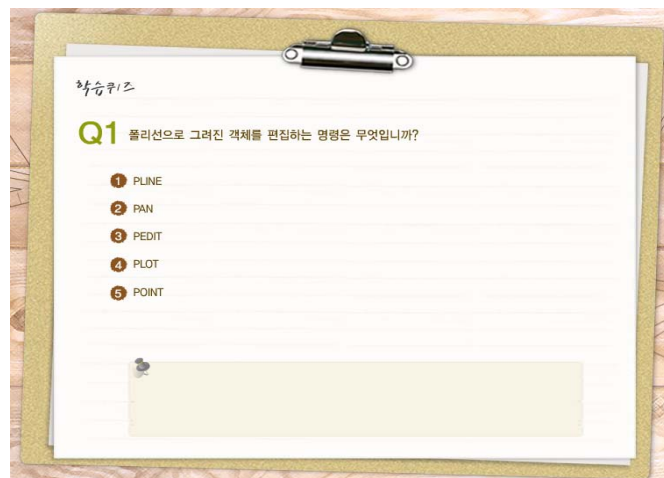 학습퀴즈
Q1 폴리선으로 그려진 객체를 편집하는 명령은 무엇입니까?
1 PLINE
2 PAN
3 PEDIT
4 PLOT
5 POINT